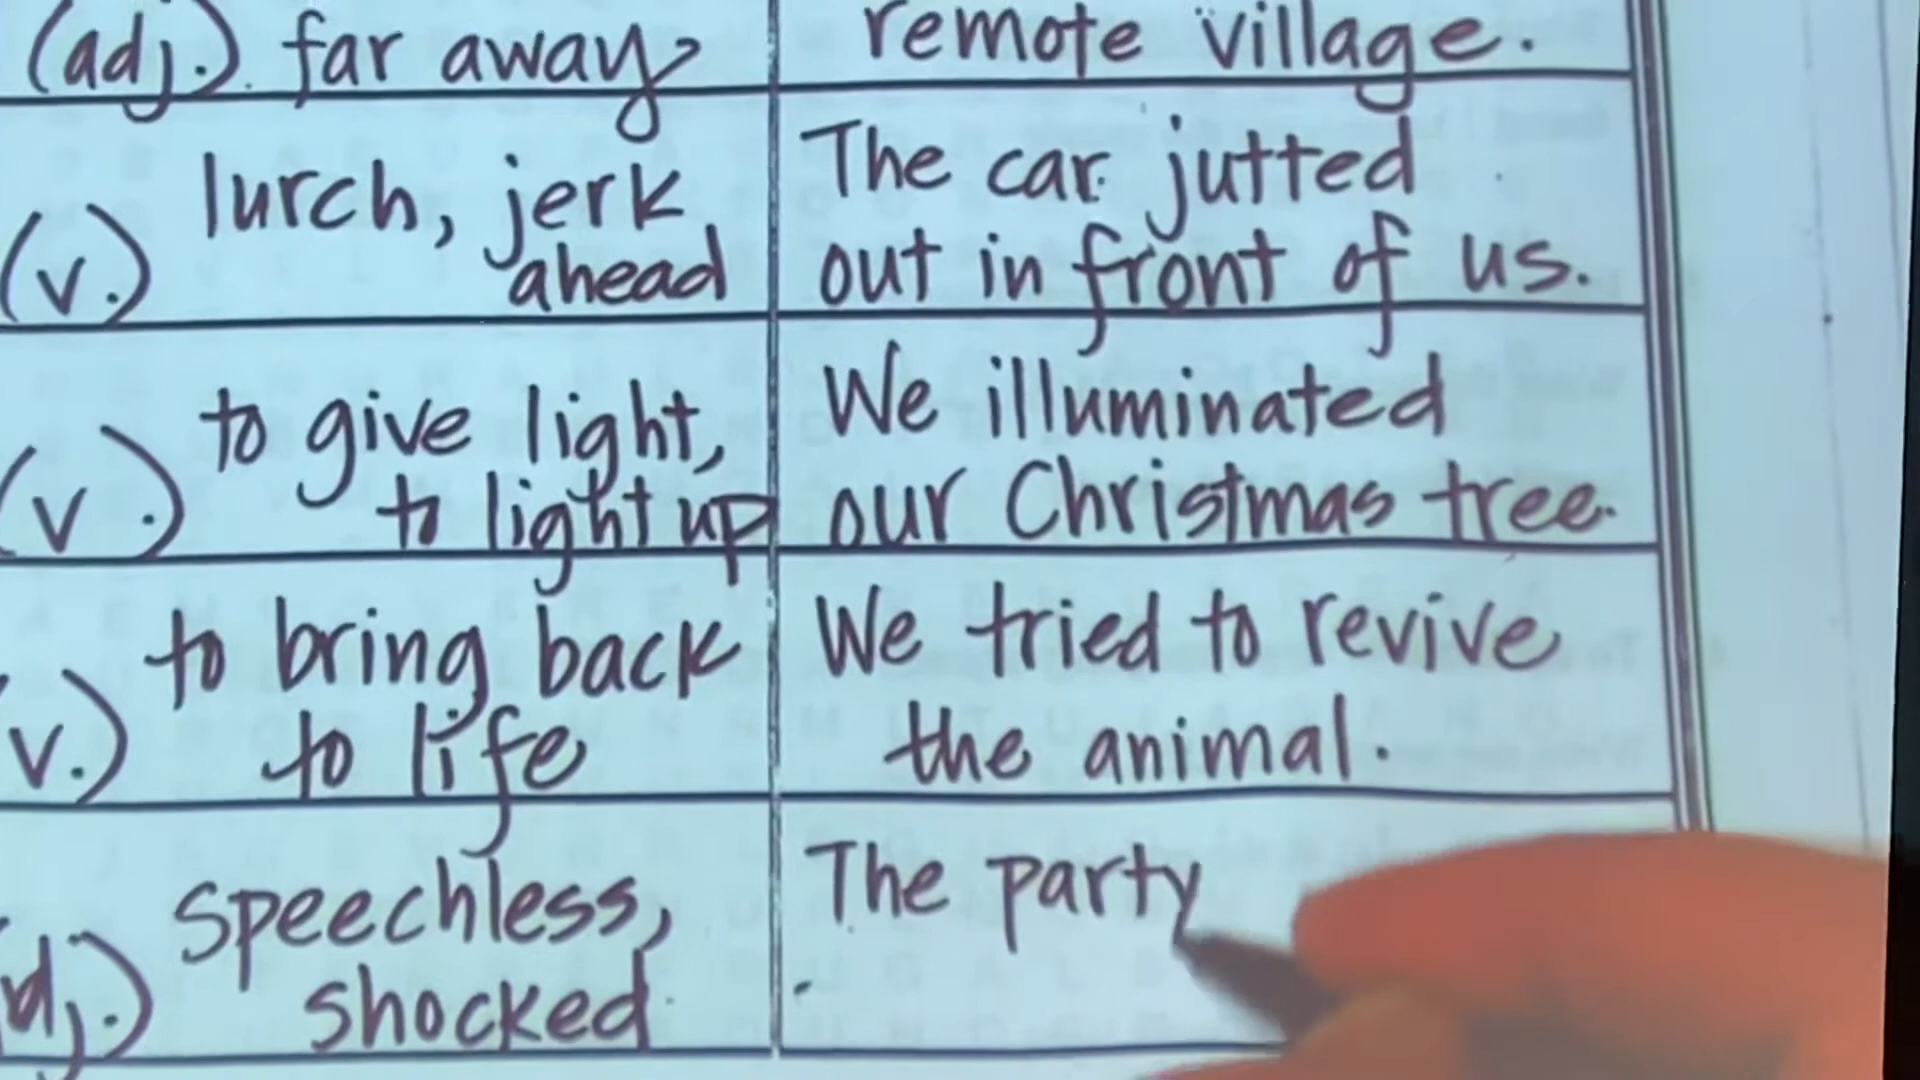 (adj.) far away
remote village.
(v.) lurch, jerk
ahead
The car jutted
out in front of us.
(v.) to give light,
to light up
We illuminated
our Christmas tree.
v.) to bring back
to life
We tried to revive
the animal.
dj.) speechless,
shocked
The party